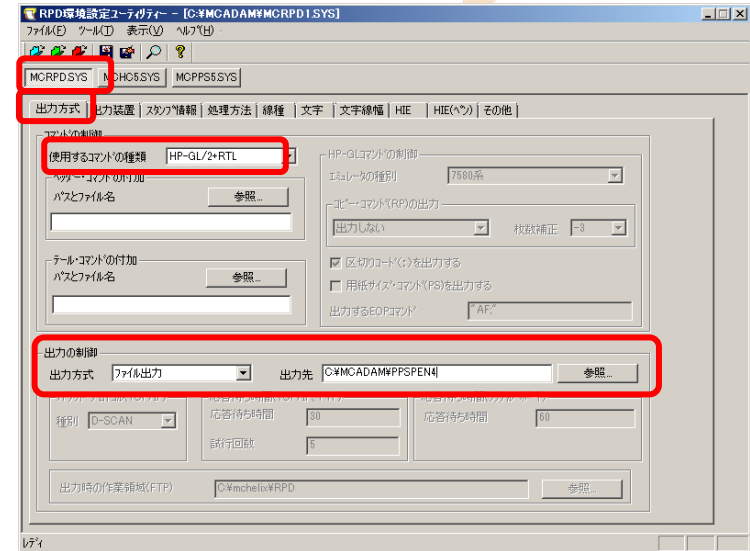 RPD環境設定ユーティリティー - [C:¥MCADAM¥MCRPD1.SYS]
ファイル(F) ツール(T) 表示(V) ヘルプ(H)
MCRPD.SYS MCHC5.SYS MCPPS5.SYS
出力方式 出力装置 スタンプ情報 処理方法 線種 文字 文字線幅 HIE HIE(ペン) その他
コマンドの制御
使用するコマンドの種類 HP-GL/2+RTL
ヘッダー・コマンドの付加
パスとファイル名 参照...
テール・コマンドの付加
パスとファイル名 参照...
HP-GLコマンドの制御
エミュレータの種別 7580系
コピー・コマンド(RP)の出力
出力しない 枚数補正 -3
区切りコード(;)を出力する
用紙サイズ・コマンド(PS)を出力する
出力するEOPコマンド "AF;"
出力の制御
出力方式 ファイル出力 出力先 C:¥MCADAM¥PPSPEN4 参照...
種別 D-SCAN
応答待ち時間 30
試行回数 5
応答待ち時間 60
出力時の作業領域(FTP) C:¥mchelix¥RPD 参照...
レディ